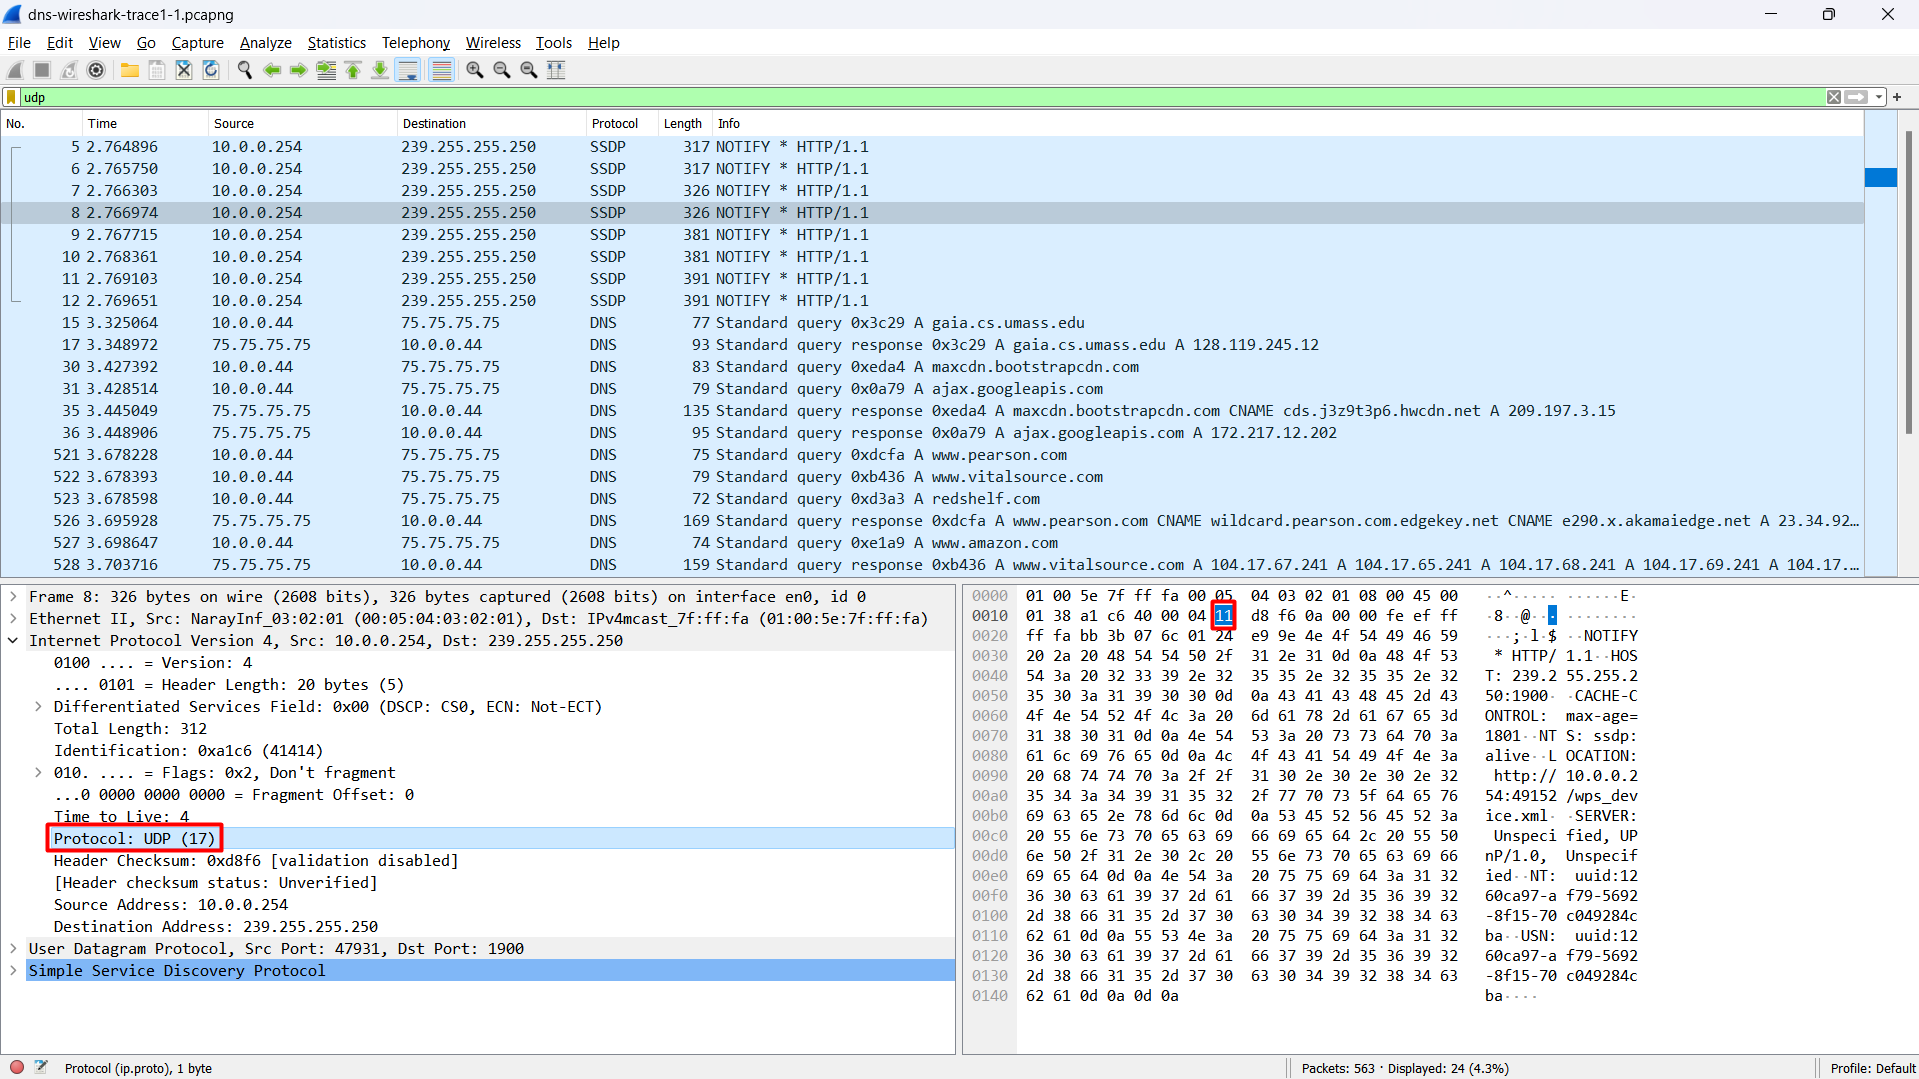 dns-wireshark-trace1-1.pcapng
File Edit View Go Capture Analyze Statistics Telephony Wireless Tools Help
udp
No. Time Source Destination Protocol Length Info
5 2.764896 10.0.0.254 239.255.255.250 SSDP 317 NOTIFY * HTTP/1.1
6 2.765750 10.0.0.254 239.255.255.250 SSDP 317 NOTIFY * HTTP/1.1
7 2.766303 10.0.0.254 239.255.255.250 SSDP 326 NOTIFY * HTTP/1.1
8 2.766974 10.0.0.254 239.255.255.250 SSDP 326 NOTIFY * HTTP/1.1
9 2.767715 10.0.0.254 239.255.255.250 SSDP 381 NOTIFY * HTTP/1.1
10 2.768361 10.0.0.254 239.255.255.250 SSDP 381 NOTIFY * HTTP/1.1
11 2.769103 10.0.0.254 239.255.255.250 SSDP 391 NOTIFY * HTTP/1.1
12 2.769651 10.0.0.254 239.255.255.250 SSDP 391 NOTIFY * HTTP/1.1
15 3.325064 10.0.0.44 75.75.75.75 DNS 77 Standard query 0x3c29 A gaia.cs.umass.edu
17 3.348972 75.75.75.75 10.0.0.44 DNS 93 Standard query response 0x3c29 A gaia.cs.umass.edu A 128.119.245.12
30 3.427392 10.0.0.44 75.75.75.75 DNS 83 Standard query 0xeda4 A maxcdn.bootstrapcdn.com
31 3.428514 10.0.0.44 75.75.75.75 DNS 79 Standard query 0x0a79 A ajax.googleapis.com
35 3.445049 75.75.75.75 10.0.0.44 DNS 135 Standard query response 0xeda4 A maxcdn.bootstrapcdn.com CNAME cds.j3z9t3p6.hwcdn.net A 209.197.3.15
36 3.448906 75.75.75.75 10.0.0.44 DNS 95 Standard query response 0x0a79 A ajax.googleapis.com A 172.217.12.202
521 3.678228 10.0.0.44 75.75.75.75 DNS 75 Standard query 0xdcfa A www.pearson.com
522 3.678393 10.0.0.44 75.75.75.75 DNS 79 Standard query 0xb436 A www.vitalsource.com
523 3.678598 10.0.0.44 75.75.75.75 DNS 72 Standard query 0xd3a3 A redshelf.com
526 3.695928 75.75.75.75 10.0.0.44 DNS 169 Standard query response 0xdcfa A www.pearson.com CNAME wildcard.pearson.com.edgekey.net CNAME e290.x.akamaiedge.net A 23.34.92…
527 3.698647 10.0.0.44 75.75.75.75 DNS 74 Standard query 0xe1a9 A www.amazon.com
528 3.703716 75.75.75.75 10.0.0.44 DNS 159 Standard query response 0xb436 A www.vitalsource.com A 104.17.67.241 A 104.17.65.241 A 104.17.68.241 A 104.17.69.241 A 104.17.…
Frame 8: 326 bytes on wire (2608 bits), 326 bytes captured (2608 bits) on interface en0, id 0
Ethernet II, Src: NarayInf_03:02:01 (00:05:04:03:02:01), Dst: IPv4mcast_7f:ff:fa (01:00:5e:7f:ff:fa)
Internet Protocol Version 4, Src: 10.0.0.254, Dst: 239.255.255.250
0100 .... = Version: 4
.... 0101 = Header Length: 20 bytes (5)
Differentiated Services Field: 0x00 (DSCP: CS0, ECN: Not-ECT)
Total Length: 312
Identification: 0xa1c6 (41414)
010. .... = Flags: 0x2, Don't fragment
...0 0000 0000 0000 = Fragment Offset: 0
Time to Live: 4
Protocol: UDP (17)
Header Checksum: 0xd8f6 [validation disabled]
[Header checksum status: Unverified]
Source Address: 10.0.0.254
Destination Address: 239.255.255.250
User Datagram Protocol, Src Port: 47931, Dst Port: 1900
Simple Service Discovery Protocol
0000 01 00 5e 7f ff fa 00 05 04 03 02 01 08 00 45 00 ··^····· ······E·
0010 01 38 a1 c6 40 00 04 11 d8 f6 0a 00 00 fe ef ff ·8··@··· ········
0020 ff fa bb 3b 07 6c 01 24 e9 9e 4e 4f 54 49 46 59 ···;·l·$ ··NOTIFY
0030 20 2a 20 48 54 54 50 2f 31 2e 31 0d 0a 48 4f 53 * HTTP/ 1.1··HOS
0040 54 3a 20 32 33 39 2e 32 35 35 2e 32 35 35 2e 32 T: 239.2 55.255.2
0050 35 30 3a 31 39 30 30 0d 0a 43 41 43 48 45 2d 43 50:1900· ·CACHE-C
0060 4f 4e 54 52 4f 4c 3a 20 6d 61 78 2d 61 67 65 3d ONTROL: max-age=
0070 31 38 30 31 0d 0a 4e 54 53 3a 20 73 73 64 70 3a 1801··NT S: ssdp:
0080 61 6c 69 76 65 0d 0a 4c 4f 43 41 54 49 4f 4e 3a alive··L OCATION:
0090 20 68 74 74 70 3a 2f 2f 31 30 2e 30 2e 30 2e 32 http:// 10.0.0.2
00a0 35 34 3a 34 39 31 35 32 2f 77 70 73 5f 64 65 76 54:49152 /wps_dev
00b0 69 63 65 2e 78 6d 6c 0d 0a 53 45 52 56 45 52 3a ice.xml· ·SERVER:
00c0 20 55 6e 73 70 65 63 69 66 69 65 64 2c 20 55 50 Unspeci fied, UP
00d0 6e 50 2f 31 2e 30 2c 20 55 6e 73 70 65 63 69 66 nP/1.0, Unspecif
00e0 69 65 64 0d 0a 4e 54 3a 20 75 75 69 64 3a 31 32 ied··NT: uuid:12
00f0 36 30 63 61 39 37 2d 61 66 37 39 2d 35 36 39 32 60ca97-a f79-5692
0100 2d 38 66 31 35 2d 37 30 63 30 34 39 32 38 34 63 -8f15-70 c049284c
0110 62 61 0d 0a 55 53 4e 3a 20 75 75 69 64 3a 31 32 ba··USN: uuid:12
0120 36 30 63 61 39 37 2d 61 66 37 39 2d 35 36 39 32 60ca97-a f79-5692
0130 2d 38 66 31 35 2d 37 30 63 30 34 39 32 38 34 63 -8f15-70 c049284c
0140 62 61 0d 0a 0d 0a ba····
Protocol (ip.proto), 1 byte Packets: 563 · Displayed: 24 (4.3%) Profile: Default